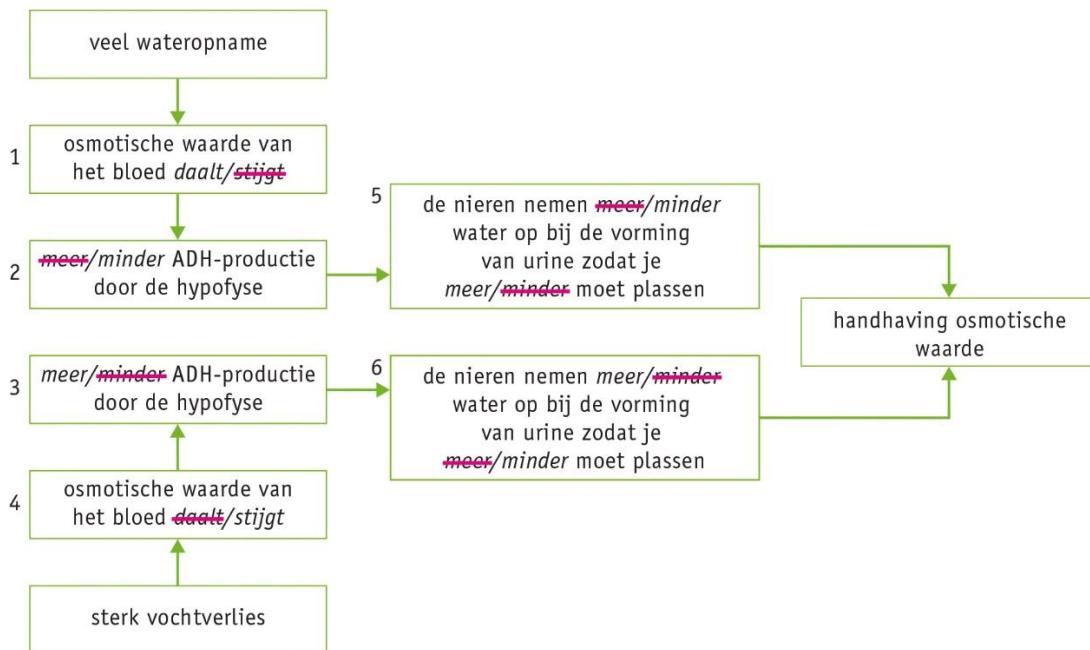 veel wateropname
1
osmotische waarde van
het bloed daalt/stijgt
2
meer/minder ADH-productie
door de hypofyse
3
meer/minder ADH-productie
door de hypofyse
4
osmotische waarde van
het bloed daalt/stijgt
sterk vochtverlies
5
de nieren nemen meer/minder
water op bij de vorming
van urine zodat je
meer/minder moet plassen
6
de nieren nemen meer/minder
water op bij de vorming
van urine zodat je
meer/minder moet plassen
handhaving osmotische
waarde